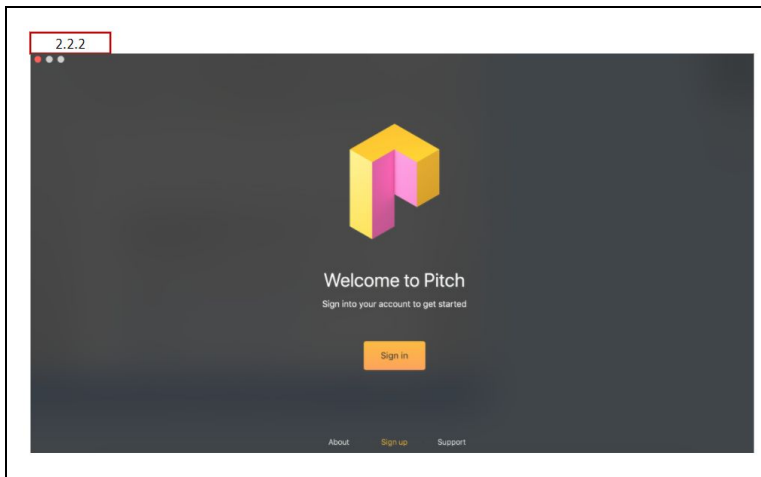 2.2.2
Welcome to Pitch
Sign into your account to get started
Sign in
About Sign up Support